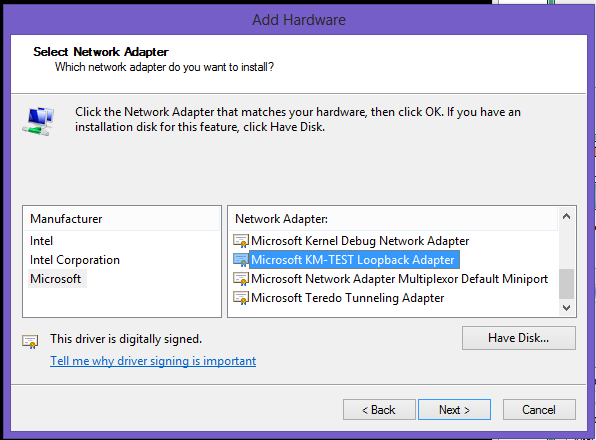 Add Hardware
Select Network Adapter
Which network adapter do you want to install?
Click the Network Adapter that matches your hardware, then click OK. If you have an
installation disk for this feature, click Have Disk.
Manufacturer
Intel
Intel Corporation
Microsoft
Network Adapter:
Microsoft Kernel Debug Network Adapter
Microsoft KM-TEST Loopback Adapter
Microsoft Network Adapter Multiplexor Default Miniport
Microsoft Teredo Tunneling Adapter
This driver is digitally signed.
Tell me why driver signing is important
Have Disk...
< Back
Next >
Cancel